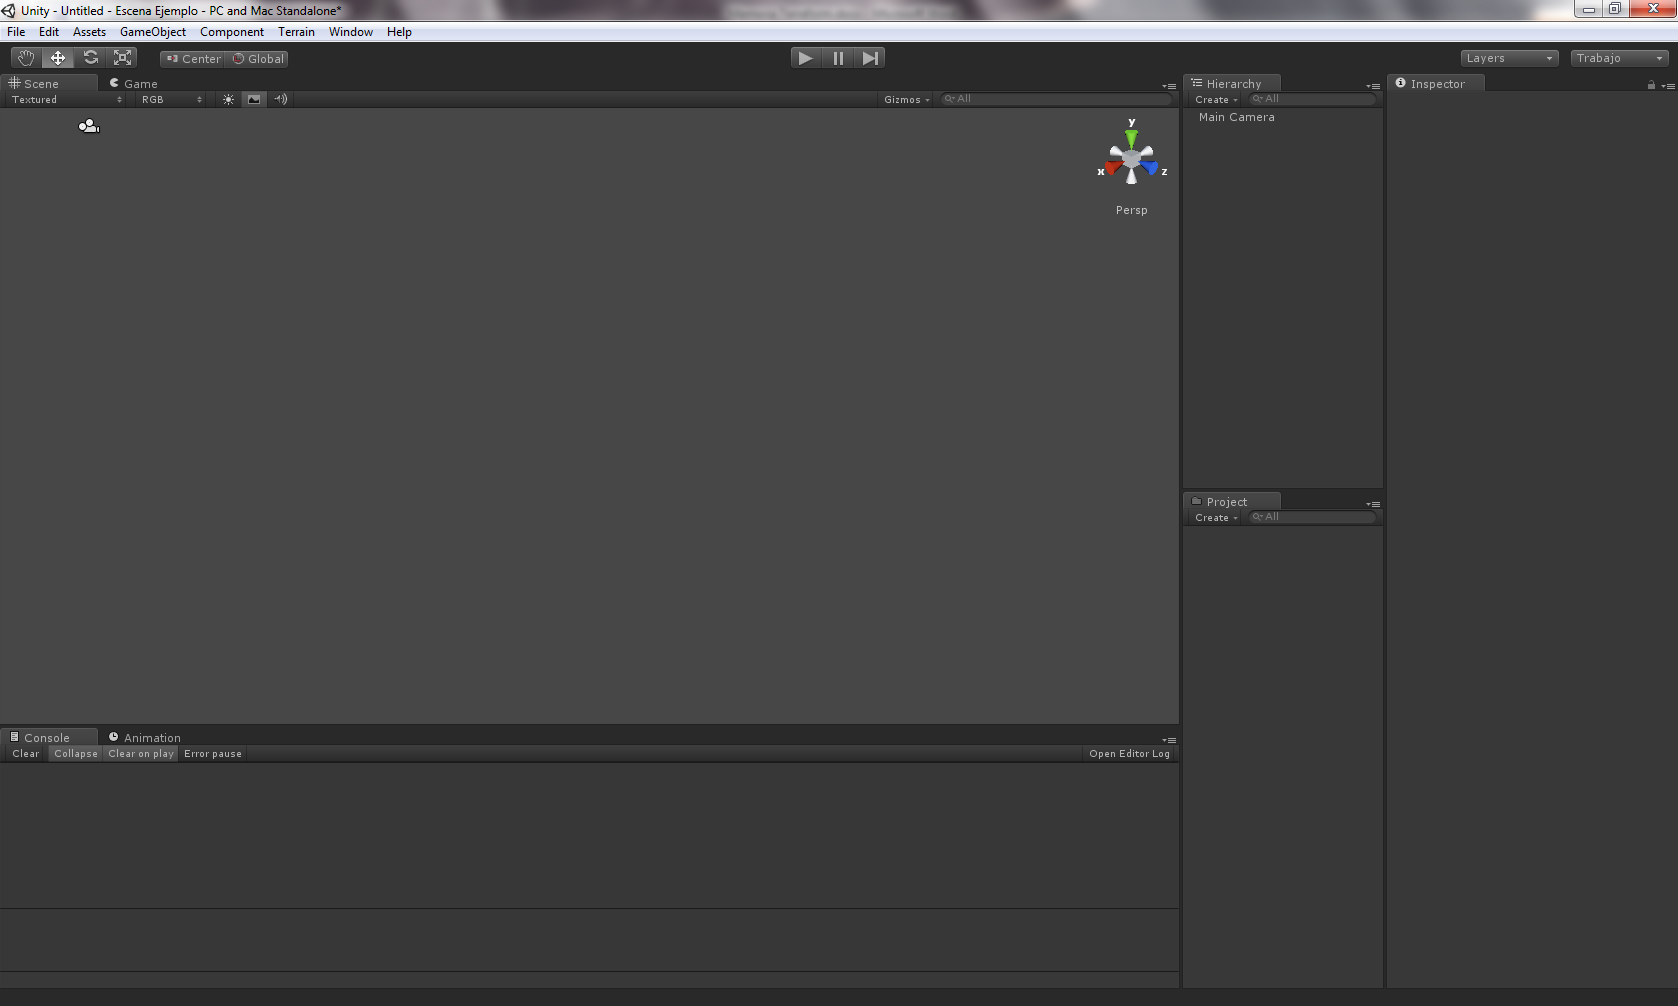 Unity - Untitled - Escena Ejemplo - PC and Mac Standalone*
File Edit Assets GameObject Component Terrain Window Help
Center Global Layers Trabajo
Scene Game
Textured RGB Gizmos All
y
x z
Persp
Hierarchy
Create All
Main Camera
Project
Create All
Inspector
Console Animation
Clear Collapse Clear on play Error pause Open Editor Log